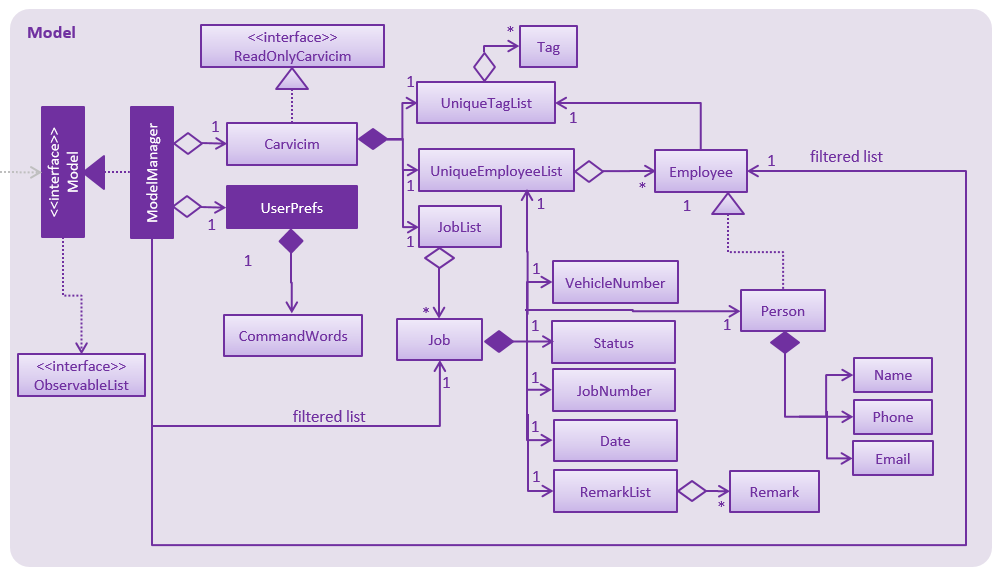 Model
<<interface>>
ReadOnlyCarvicim
*
Tag
1
UniqueTagList
1
<<interface>>
Model
ModelManager
1
Carvicim
UniqueEmployeeList
1
*
Employee
1
filtered list
1
UserPrefs
1
1
JobList
1
1
CommandWords
<<interface>>
ObservableList
*
Job
1
filtered list
1
VehicleNumber
1
Status
1
JobNumber
1
Date
1
RemarkList
*
Remark
1
Person
Name
Phone
Email